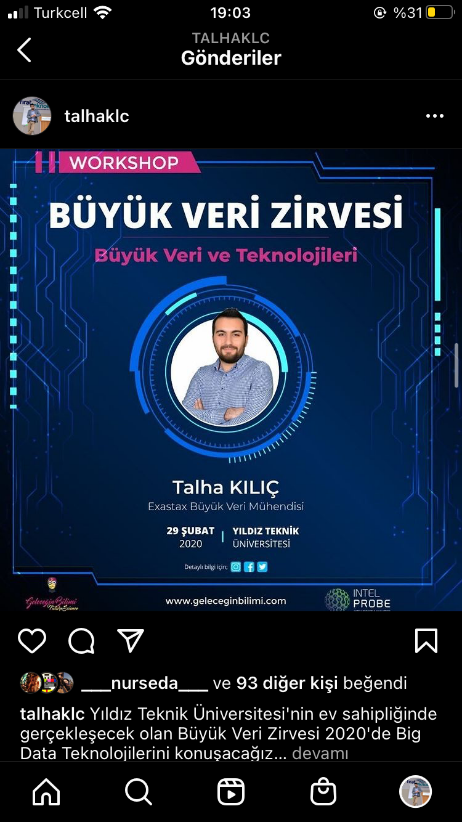 Turkcell 19:03 %31
TALHAKLC
Gönderiler
talhaklc
WORKSHOP
BÜYÜK VERİ ZİRVESİ
Büyük Veri ve Teknolojileri
Talha KILIÇ
Exastax Büyük Veri Mühendisi
29 ŞUBAT
2020
YILDIZ TEKNİK
ÜNİVERSİTESİ
Detaylı bilgi için:
GeleceğinBilimi
www.geleceginbilimi.com
INTEL
PROBE
___nurseda___ ve 93 diğer kişi beğendi
talhaklc Yıldız Teknik Üniversitesi'nin ev sahipliğinde
gerçekleşecek olan Büyük Veri Zirvesi 2020'de Big
Data Teknolojilerini konuşacağız... devamı